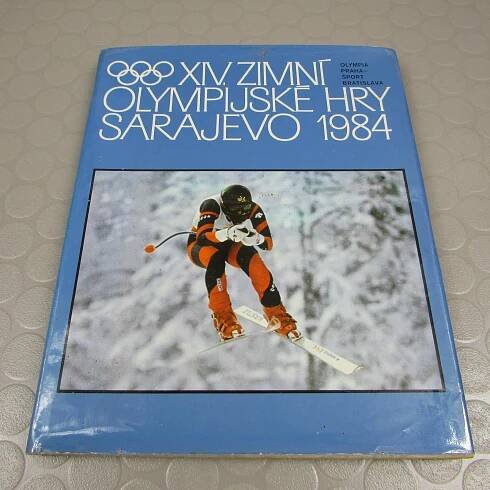 XIV. ZIMNÍ
OLYMPIJSKÉ HRY
SARAJEVO 1984
OLYMPIA
PRAHA–
ŠPORT
BRATISLAVA